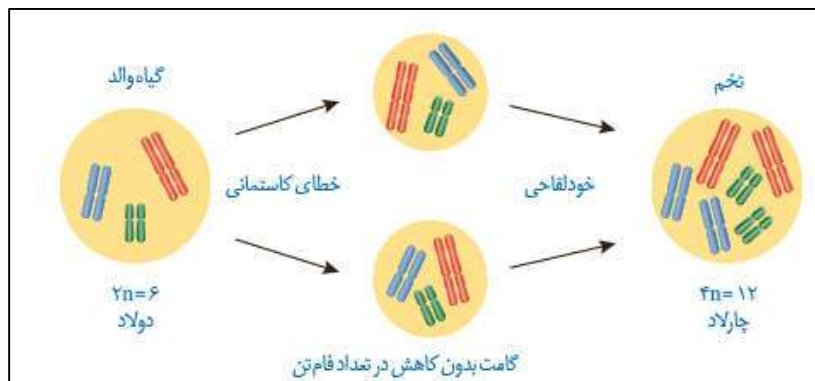 گیاه والد
تخم
خطای کاستمانی
خودلقاحی
۲n=۶
دولاد
۴n=۱۲
چارلاد
گامت بدون کاهش در تعداد فام‌تن